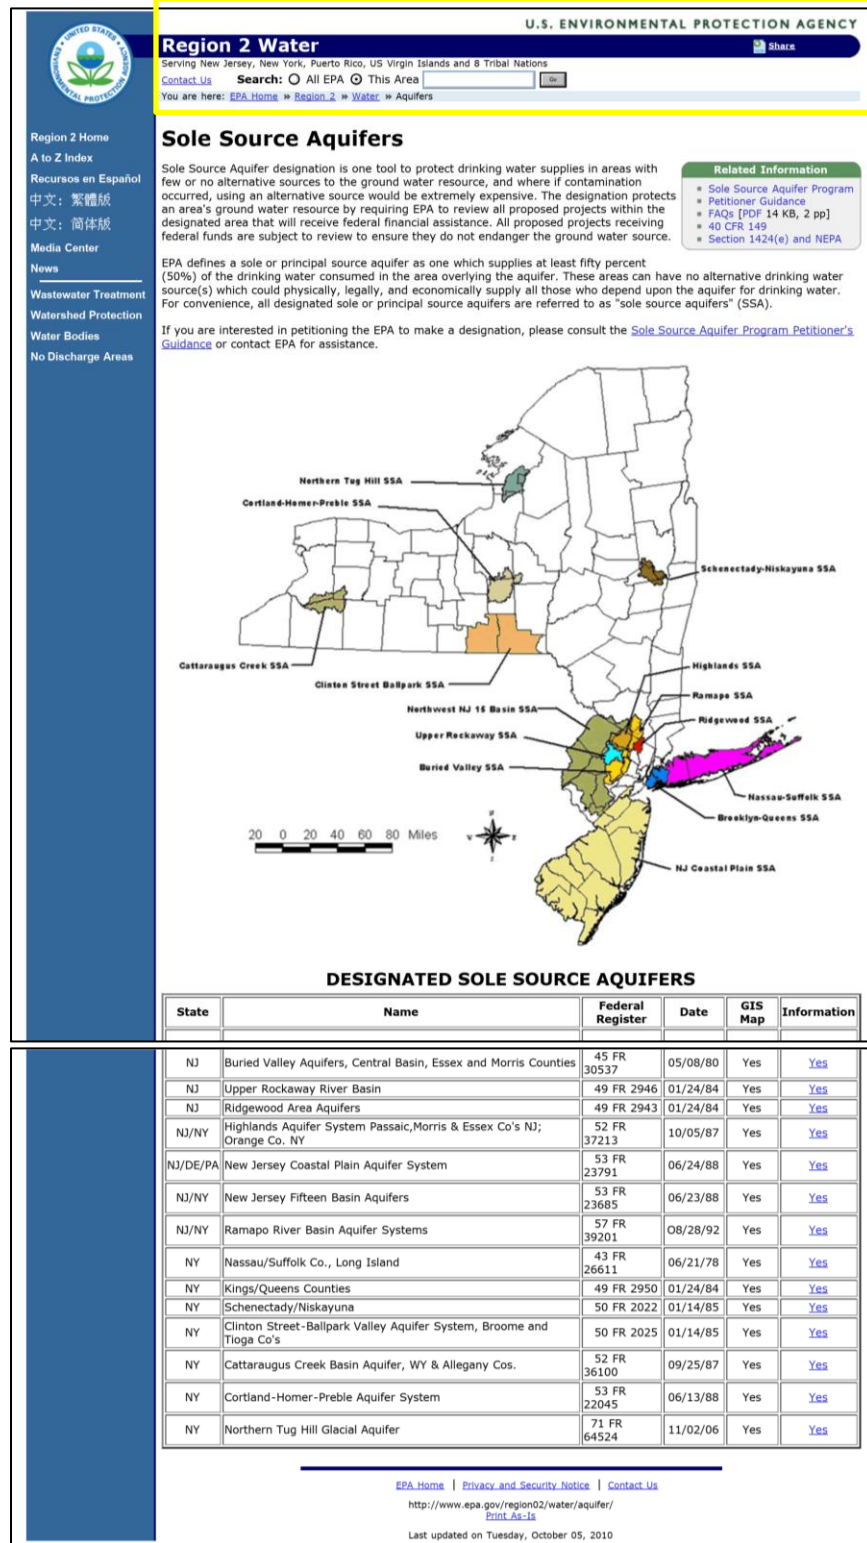 U.S. ENVIRONMENTAL PROTECTION AGENCY
Region 2 Water
Share
Serving New Jersey, New York, Puerto Rico, US Virgin Islands and 8 Tribal Nations
Contact Us Search: All EPA This Area Go
You are here: EPA Home » Region 2 » Water » Aquifers
UNITED STATES
Region 2 Home
A to Z Index
Recursos en Español
中文: 繁體版
中文: 简体版
Media Center
News
Wastewater Treatment
Watershed Protection
Water Bodies
No Discharge Areas
Sole Source Aquifers
Sole Source Aquifer designation is one tool to protect drinking water supplies in areas with
few or no alternative sources to the ground water resource, and where if contamination
occurred, using an alternative source would be extremely expensive. The designation protects
an area's ground water resource by requiring EPA to review all proposed projects within the
designated area that will receive federal financial assistance. All proposed projects receiving
federal funds are subject to review to ensure they do not endanger the ground water source.
Related Information
Sole Source Aquifer Program
Petitioner Guidance
FAQs [PDF 14 KB, 2 pp]
40 CFR 149
Section 1424(e) and NEPA
EPA defines a sole or principal source aquifer as one which supplies at least fifty percent
(50%) of the drinking water consumed in the area overlying the aquifer. These areas can have no alternative drinking water
source(s) which could physically, legally, and economically supply all those who depend upon the aquifer for drinking water.
For convenience, all designated sole or principal source aquifers are referred to as "sole source aquifers" (SSA).
If you are interested in petitioning the EPA to make a designation, please consult the Sole Source Aquifer Program Petitioner's
Guidance or contact EPA for assistance.
Northern Tug Hill SSA
Cortland-Homer-Preble SSA
Schenectady-Niskayuna SSA
Cattaraugus Creek SSA
Clinton Street Ballpark SSA
Highlands SSA
Ramapo SSA
Northwest NJ 15 Basin SSA
Ridgewood SSA
Upper Rockaway SSA
Buried Valley SSA
Nassau-Suffolk SSA
Brooklyn-Queens SSA
20 0 20 40 60 80 Miles
NJ Coastal Plain SSA
DESIGNATED SOLE SOURCE AQUIFERS
State Name Federal Register Date GIS Map Information
NJ Buried Valley Aquifers, Central Basin, Essex and Morris Counties 45 FR 30537 05/08/80 Yes Yes
NJ Upper Rockaway River Basin 49 FR 2946 01/24/84 Yes Yes
NJ Ridgewood Area Aquifers 49 FR 2943 01/24/84 Yes Yes
NJ/NY Highlands Aquifer System Passaic,Morris & Essex Co's NJ; Orange Co. NY 52 FR 37213 10/05/87 Yes Yes
NJ/DE/PA New Jersey Coastal Plain Aquifer System 53 FR 23791 06/24/88 Yes Yes
NJ/NY New Jersey Fifteen Basin Aquifers 53 FR 23685 06/23/88 Yes Yes
NJ/NY Ramapo River Basin Aquifer Systems 57 FR 39201 O8/28/92 Yes Yes
NY Nassau/Suffolk Co., Long Island 43 FR 26611 06/21/78 Yes Yes
NY Kings/Queens Counties 49 FR 2950 01/24/84 Yes Yes
NY Schenectady/Niskayuna 50 FR 2022 01/14/85 Yes Yes
NY Clinton Street-Ballpark Valley Aquifer System, Broome and Tioga Co's 50 FR 2025 01/14/85 Yes Yes
NY Cattaraugus Creek Basin Aquifer, WY & Allegany Cos. 52 FR 36100 09/25/87 Yes Yes
NY Cortland-Homer-Preble Aquifer System 53 FR 22045 06/13/88 Yes Yes
NY Northern Tug Hill Glacial Aquifer 71 FR 64524 11/02/06 Yes Yes
EPA Home | Privacy and Security Notice | Contact Us
http://www.epa.gov/region02/water/aquifer/
Print As-Is
Last updated on Tuesday, October 05, 2010